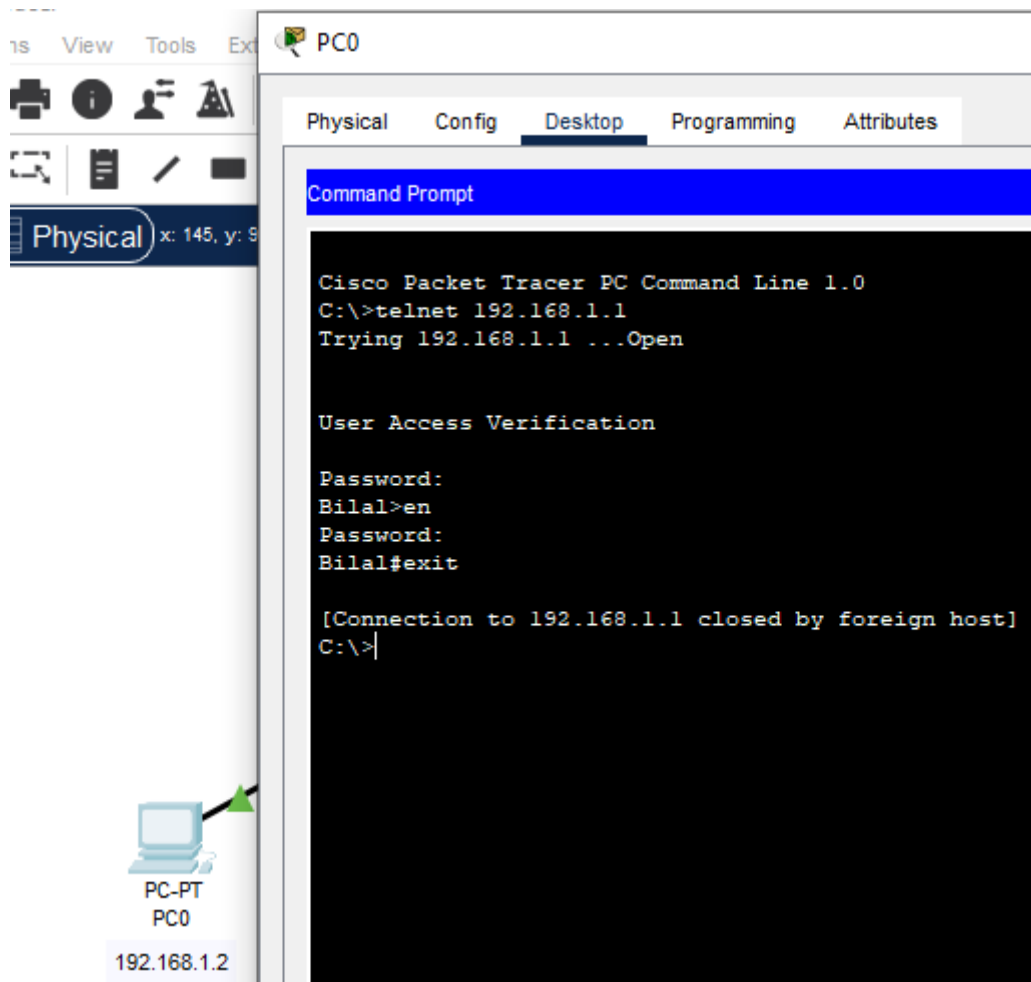 View Tools
PC0
Physical Config Desktop Programming Attributes
Physical x: 145, y:
Command Prompt
Cisco Packet Tracer PC Command Line 1.0
C:\>telnet 192.168.1.1
Trying 192.168.1.1 ...Open
User Access Verification
Password:
Bilal>en
Password:
Bilal#exit
[Connection to 192.168.1.1 closed by foreign host]
C:\>
PC-PT
PC0
192.168.1.2